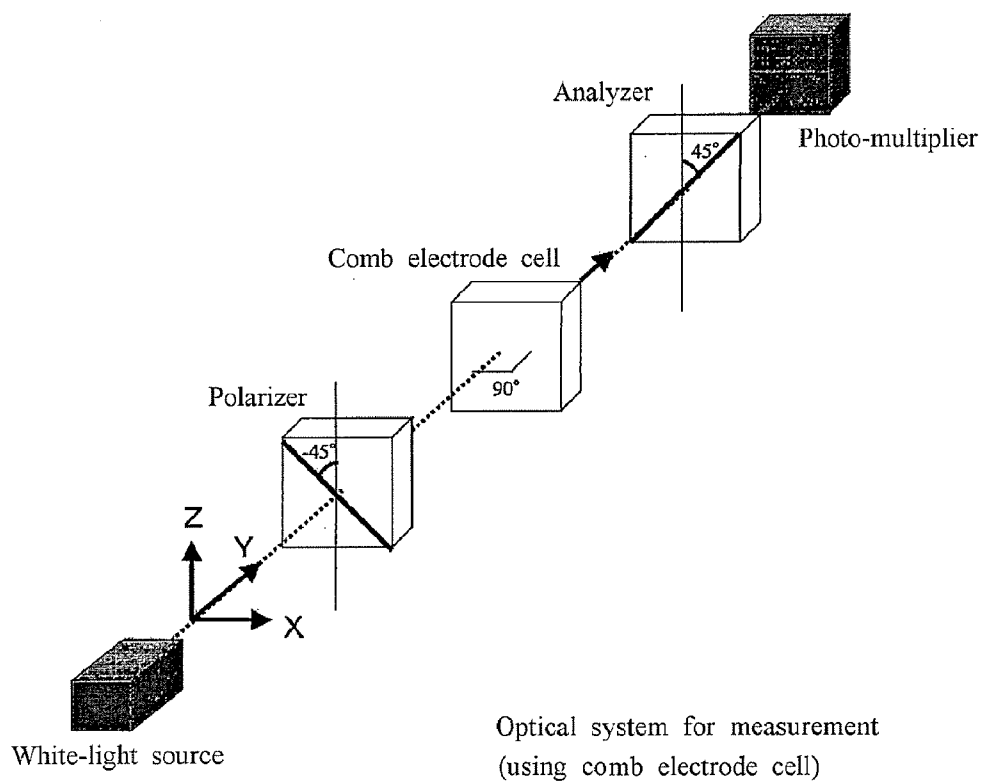 Analyzer
45°
Photo-multiplier
Comb electrode cell
90°
Polarizer
-45°
Z
Y
X
White-light source
Optical system for measurement
(using comb electrode cell)